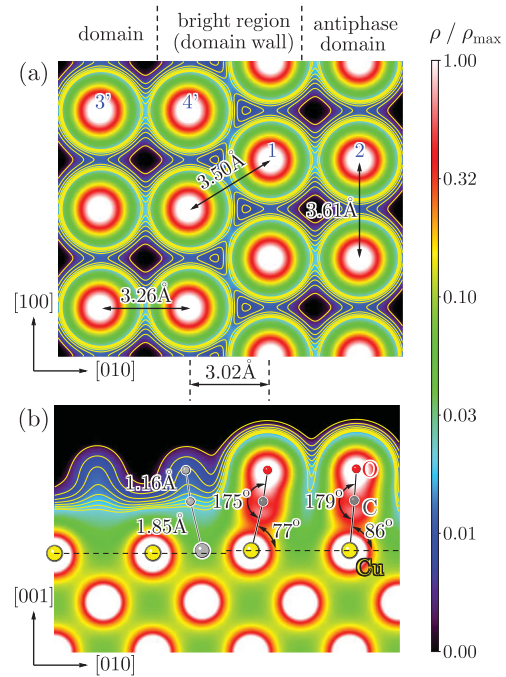 domain
bright region
(domain wall)
antiphase
domain
ρ / ρmax
(a)
3'
4'
1
2
3.50Å
3.61Å
3.26Å
[100]
[010]
3.02Å
(b)
1.16Å
1.85Å
175°
77°
179°
86°
O
C
Cu
[001]
[010]
1.00
0.32
0.10
0.03
0.01
0.00